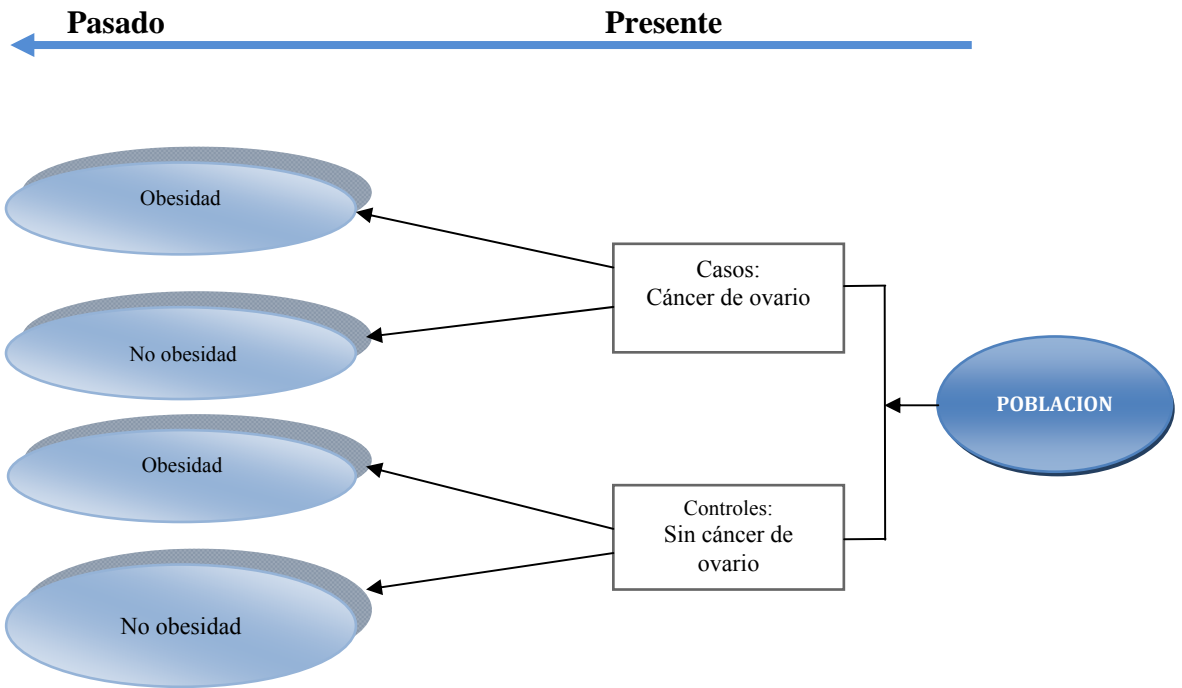 Pasado
Presente
Obesidad
No obesidad
Obesidad
No obesidad
Casos:
Cáncer de ovario
Controles:
Sin cáncer de
ovario
POBLACION